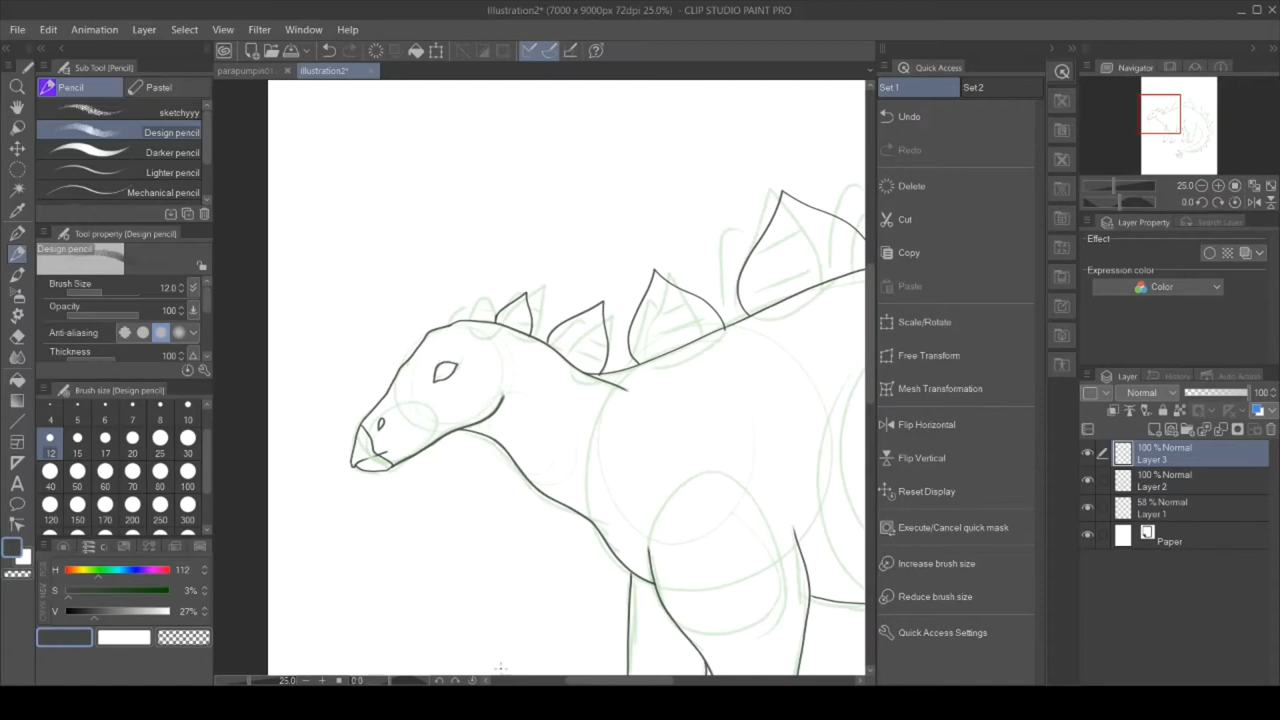 Illustration2* (7000 x 9000px 72dpi 25.0%) - CLIP STUDIO PAINT PRO
File Edit Animation Layer Select View Filter Window Help
Sub Tool [Pencil]
Pencil Pastel
sketchyyy
Design pencil
Darker pencil
Lighter pencil
Mechanical pencil
Tool property [Design pencil]
Design pencil
Brush Size 12.0
Opacity 100
Anti-aliasing
Thickness 100
Brush size [Design pencil]
4 5 6 7 8 10
12 15 17 20 25 30
40 50 60 70 80 100
120 150 170 200 250 300
H 112
S 3%
V 27%
parapumpin01 Illustration2*
25.0 0.0
Quick Access
Set 1 Set 2
Undo
Redo
Delete
Cut
Copy
Paste
Scale/Rotate
Free Transform
Mesh Transformation
Flip Horizontal
Flip Vertical
Reset Display
Execute/Cancel quick mask
Increase brush size
Reduce brush size
Quick Access Settings
Navigator
25.0
0.0
Layer Property Search Layer
Effect
Expression color
Color
Layer History Auto Action
Normal 100
100 % Normal
Layer 3
100 % Normal
Layer 2
58 % Normal
Layer 1
Paper